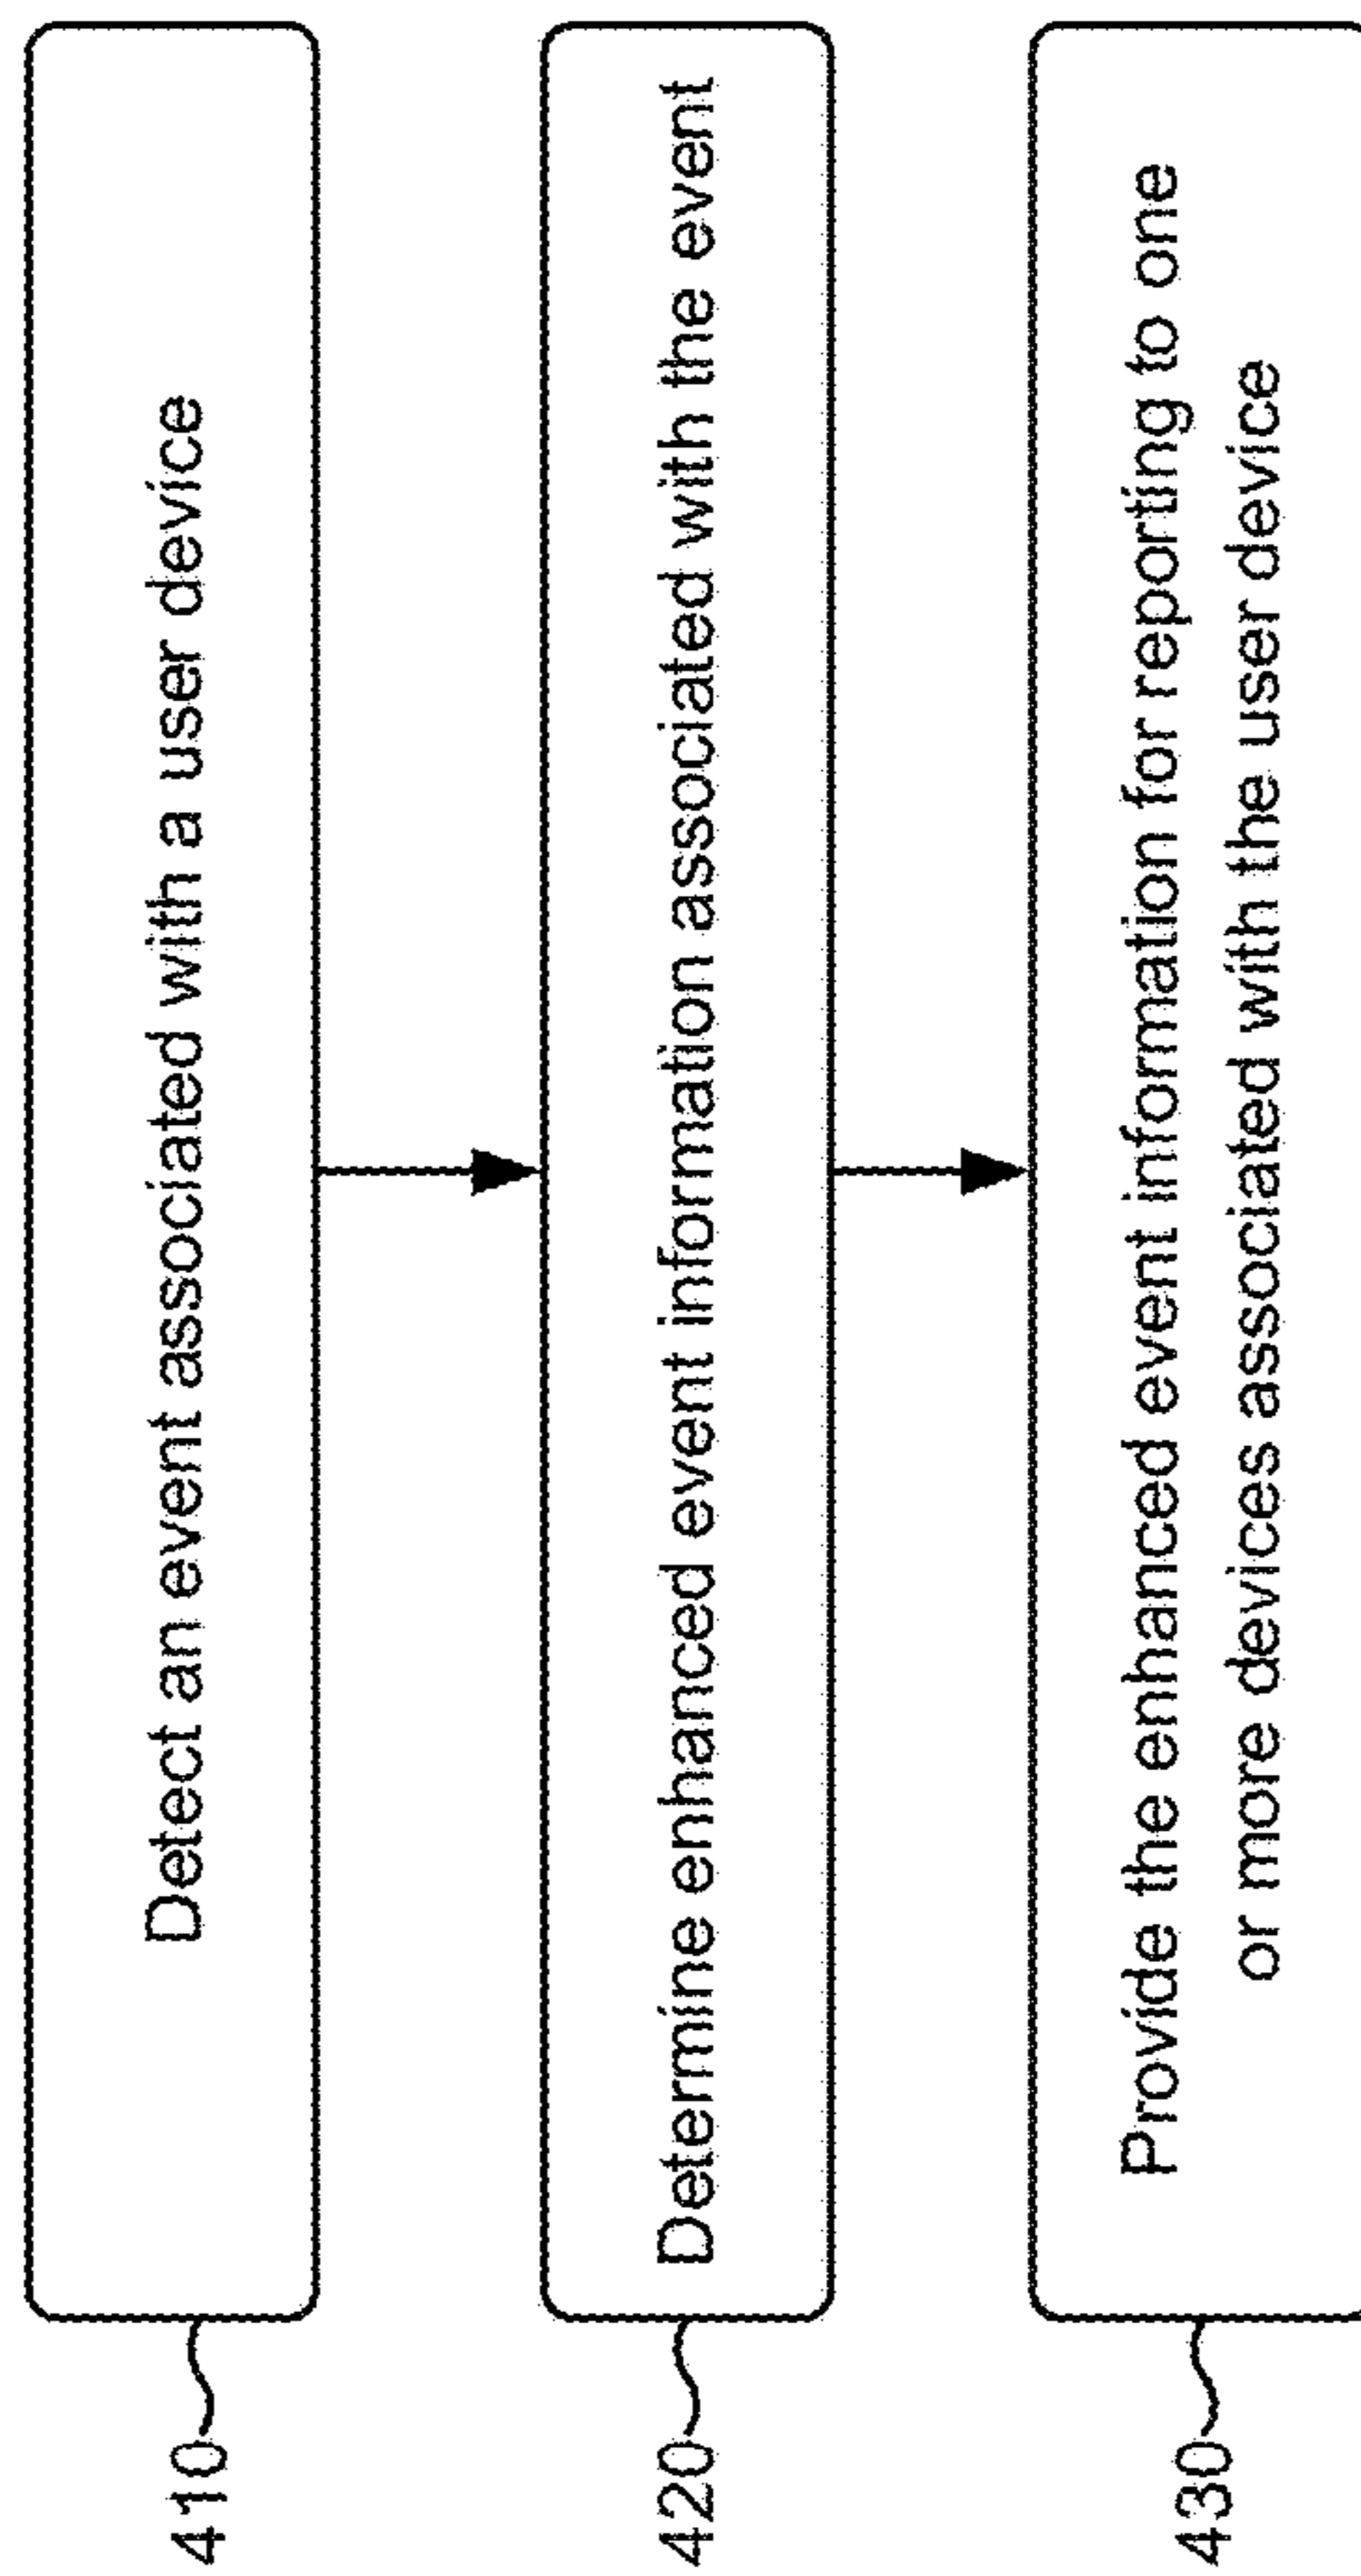 410
Detect an event associated with a user device
420
Determine enhanced event information associated with the event
430
Provide the enhanced event information for reporting to one
or more devices associated with the user device